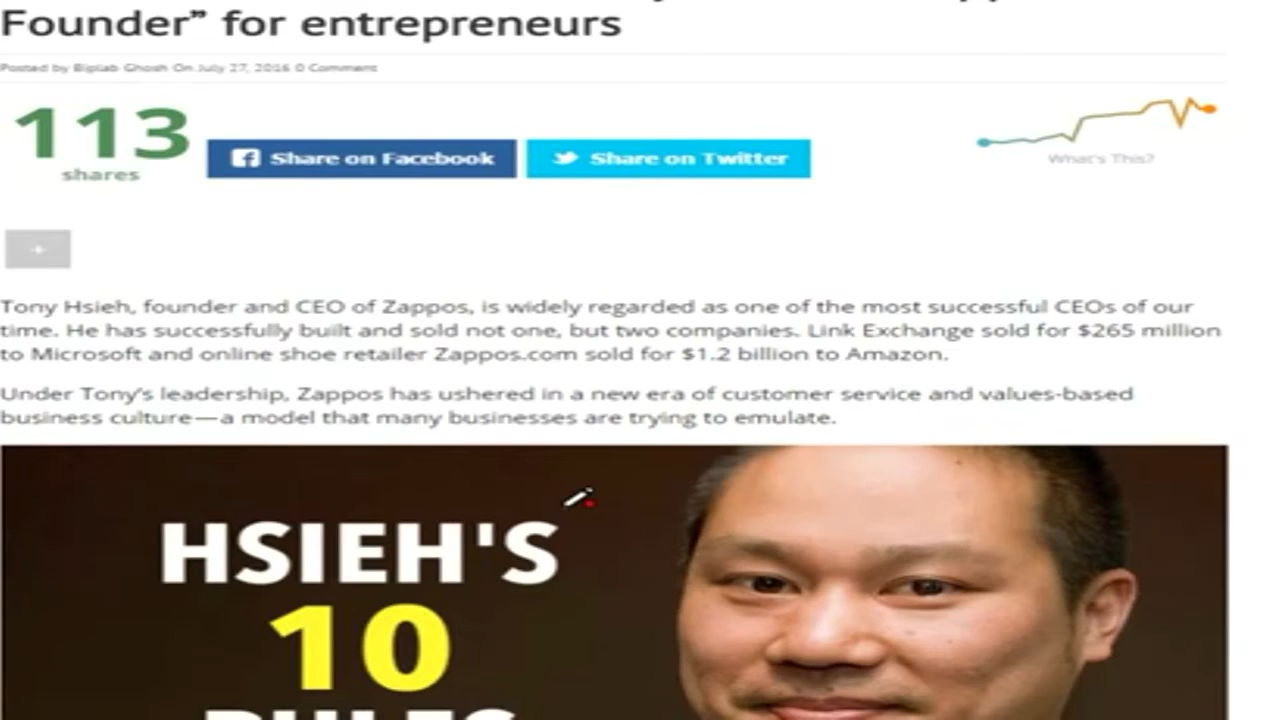 Founder” for entrepreneurs
Posted by Biplab Ghosh On July 27, 2016 0 Comment
113
shares
Share on Facebook
Share on Twitter
What's This?
+
Tony Hsieh, founder and CEO of Zappos, is widely regarded as one of the most successful CEOs of our
time. He has successfully built and sold not one, but two companies. Link Exchange sold for $265 million
to Microsoft and online shoe retailer Zappos.com sold for $1.2 billion to Amazon.
Under Tony’s leadership, Zappos has ushered in a new era of customer service and values-based
business culture—a model that many businesses are trying to emulate.
HSIEH'S
10
RULES